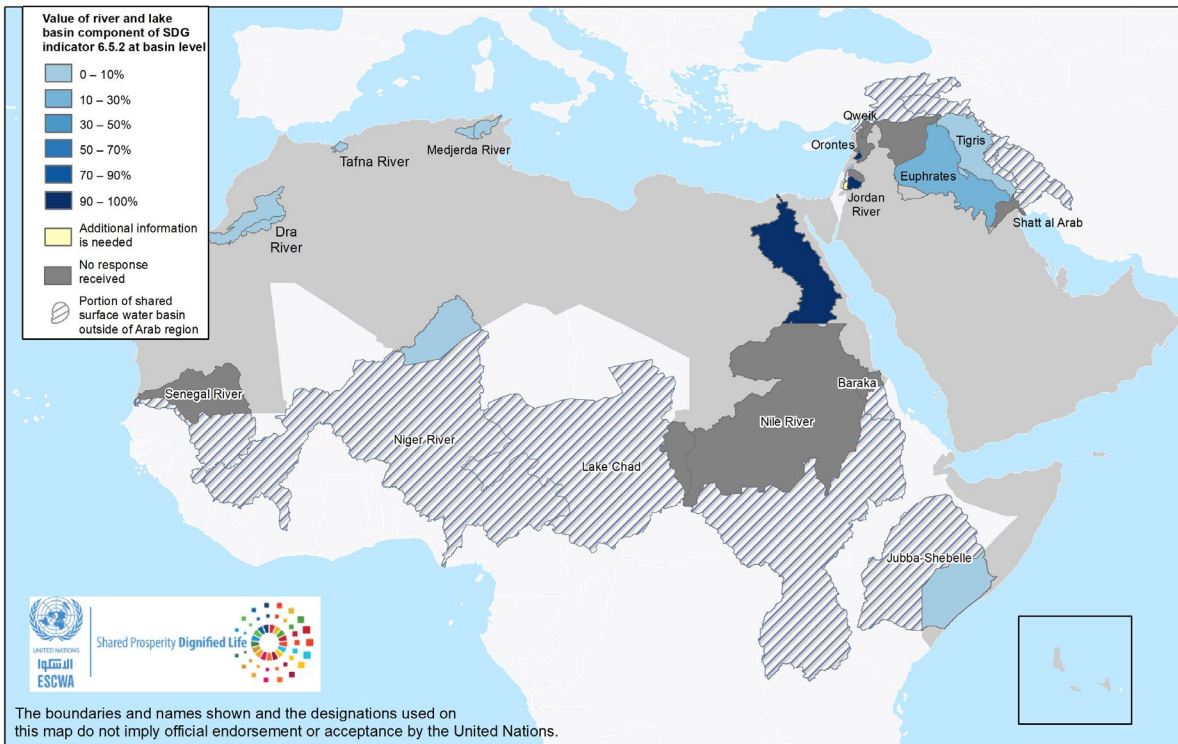 Value of river and lake
basin component of SDG
indicator 6.5.2 at basin level
0 – 10%
10 – 30%
30 – 50%
50 – 70%
70 – 90%
90 – 100%
Additional information
is needed
No response
received
Portion of shared
surface water basin
outside of Arab region
Qweik
Orontes
Tigris
Euphrates
Jordan
River
Shatt al Arab
Tafna River
Medjerda River
Dra
River
Senegal River
Niger River
Lake Chad
Nile River
Baraka
Jubba-Shebelle
UNITED NATIONS
الاسكوا
ESCWA
Shared Prosperity Dignified Life
The boundaries and names shown and the designations used on
this map do not imply official endorsement or acceptance by the United Nations.